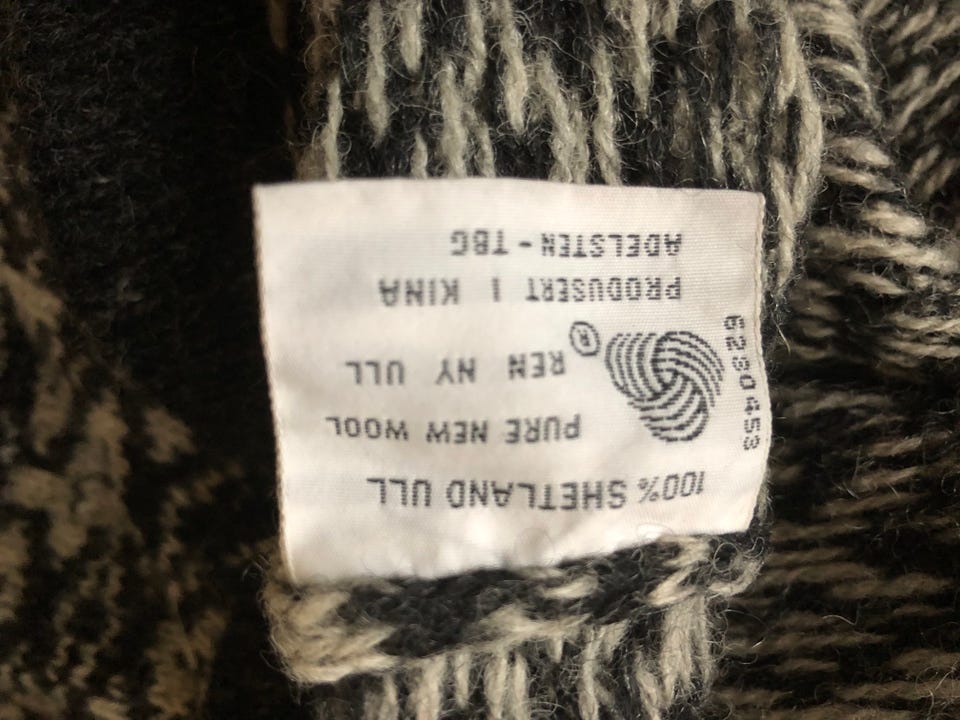 100% SHETLAND ULL
PURE NEW WOOL
REN NY ULL
®
PRODUSERT I KINA
ADELSTEN - TBG
6230453